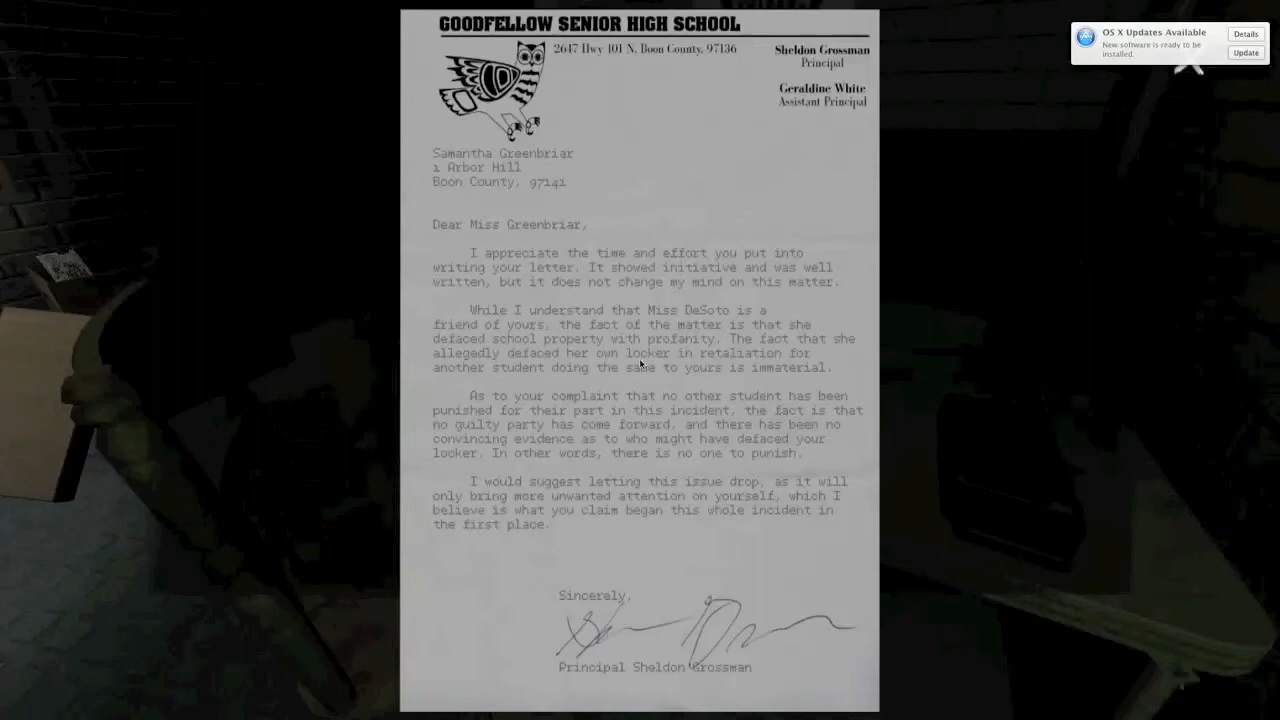 GOODFELLOW SENIOR HIGH SCHOOL
2647 Hwy 101 N, Boon County, 97136
Sheldon Grossman
Principal
Geraldine White
Assistant Principal
OS X Updates Available
New software is ready to be
installed.
Details
Update
Samantha Greenbriar
1 Arbor Hill
Boon County, 97141
Dear Miss Greenbriar,
I appreciate the time and effort you put into
writing your letter. It showed initiative and was well
written, but it does not change my mind on this matter.
While I understand that Miss DeSoto is a
friend of yours, the fact of the matter is that she
defaced school property with profanity. The fact that she
allegedly defaced her own locker in retaliation for
another student doing the same to yours is immaterial.
As to your complaint that no other student has been
punished for their part in this incident, the fact is that
no guilty party has come forward, and there has been no
convincing evidence as to who might have defaced your
locker. In other words, there is no one to punish.
I would suggest letting this issue drop, as it will
only bring more unwanted attention on yourself, which I
believe is what you claim began this whole incident in
the first place.
Sincerely,
Principal Sheldon Grossman